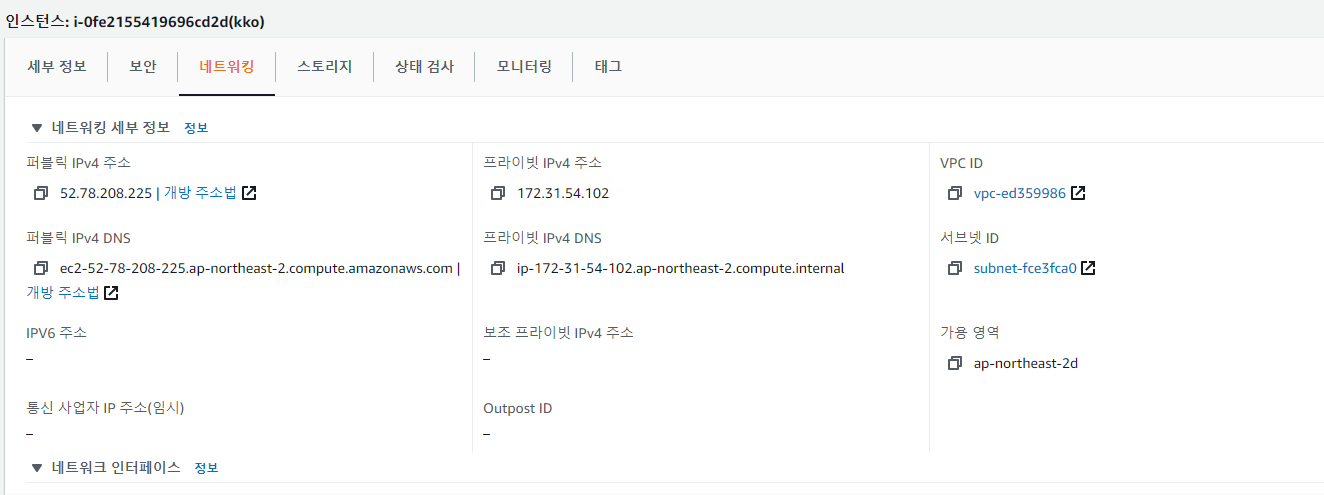 인스턴스: i-0fe2155419696cd2d(kko)
세부 정보 보안 네트워킹 스토리지 상태 검사 모니터링 태그
▼ 네트워킹 세부 정보 정보
퍼블릭 IPv4 주소
52.78.208.225 | 개방 주소법
프라이빗 IPv4 주소
172.31.54.102
VPC ID
vpc-ed359986
퍼블릭 IPv4 DNS
ec2-52-78-208-225.ap-northeast-2.compute.amazonaws.com |
개방 주소법
프라이빗 IPv4 DNS
ip-172-31-54-102.ap-northeast-2.compute.internal
서브넷 ID
subnet-fce3fca0
IPV6 주소
–
보조 프라이빗 IPv4 주소
–
가용 영역
ap-northeast-2d
통신 사업자 IP 주소(임시)
–
Outpost ID
–
▼ 네트워크 인터페이스 정보